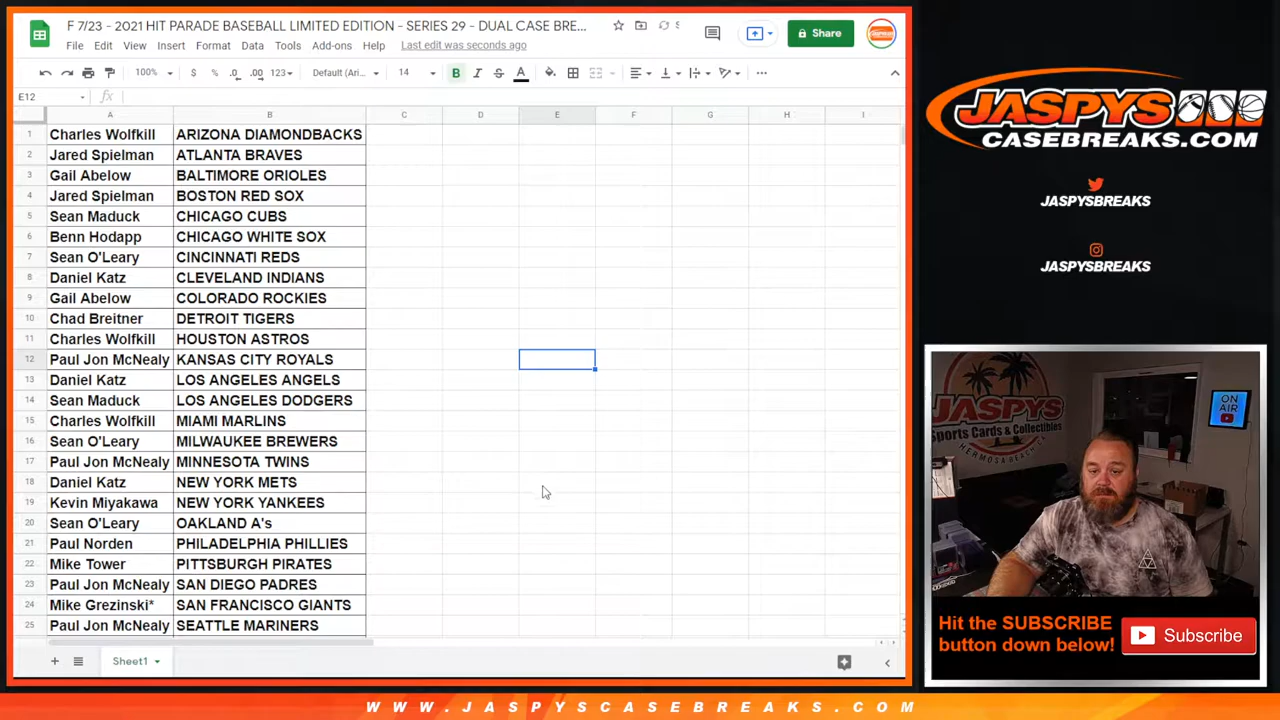 F 7/23 - 2021 HIT PARADE BASEBALL LIMITED EDITION - SERIES 29 - DUAL CASE BRE...
File Edit View Insert Format Data Tools Add-ons Help Last edit was seconds ago
Share
100% $ % .0 .00 123 Default (Ari... 14 B I S A
E12 fx
A B C D E F G H I
1 Charles Wolfkill ARIZONA DIAMONDBACKS
2 Jared Spielman ATLANTA BRAVES
3 Gail Abelow BALTIMORE ORIOLES
4 Jared Spielman BOSTON RED SOX
5 Sean Maduck CHICAGO CUBS
6 Benn Hodapp CHICAGO WHITE SOX
7 Sean O'Leary CINCINNATI REDS
8 Daniel Katz CLEVELAND INDIANS
9 Gail Abelow COLORADO ROCKIES
10 Chad Breitner DETROIT TIGERS
11 Charles Wolfkill HOUSTON ASTROS
12 Paul Jon McNealy KANSAS CITY ROYALS
13 Daniel Katz LOS ANGELES ANGELS
14 Sean Maduck LOS ANGELES DODGERS
15 Charles Wolfkill MIAMI MARLINS
16 Sean O'Leary MILWAUKEE BREWERS
17 Paul Jon McNealy MINNESOTA TWINS
18 Daniel Katz NEW YORK METS
19 Kevin Miyakawa NEW YORK YANKEES
20 Sean O'Leary OAKLAND A's
21 Paul Norden PHILADELPHIA PHILLIES
22 Mike Tower PITTSBURGH PIRATES
23 Paul Jon McNealy SAN DIEGO PADRES
24 Mike Grezinski* SAN FRANCISCO GIANTS
25 Paul Jon McNealy SEATTLE MARINERS
Sheet1
JASPYS
CASEBREAKS.COM
JASPYSBREAKS
JASPYSBREAKS
JASPYS
Sports Cards & Collectibles
HERMOSA BEACH, CA
ON AIR
Hit the SUBSCRIBE
button down below!
Subscribe
WWW.JASPYSCASEBREAKS.COM